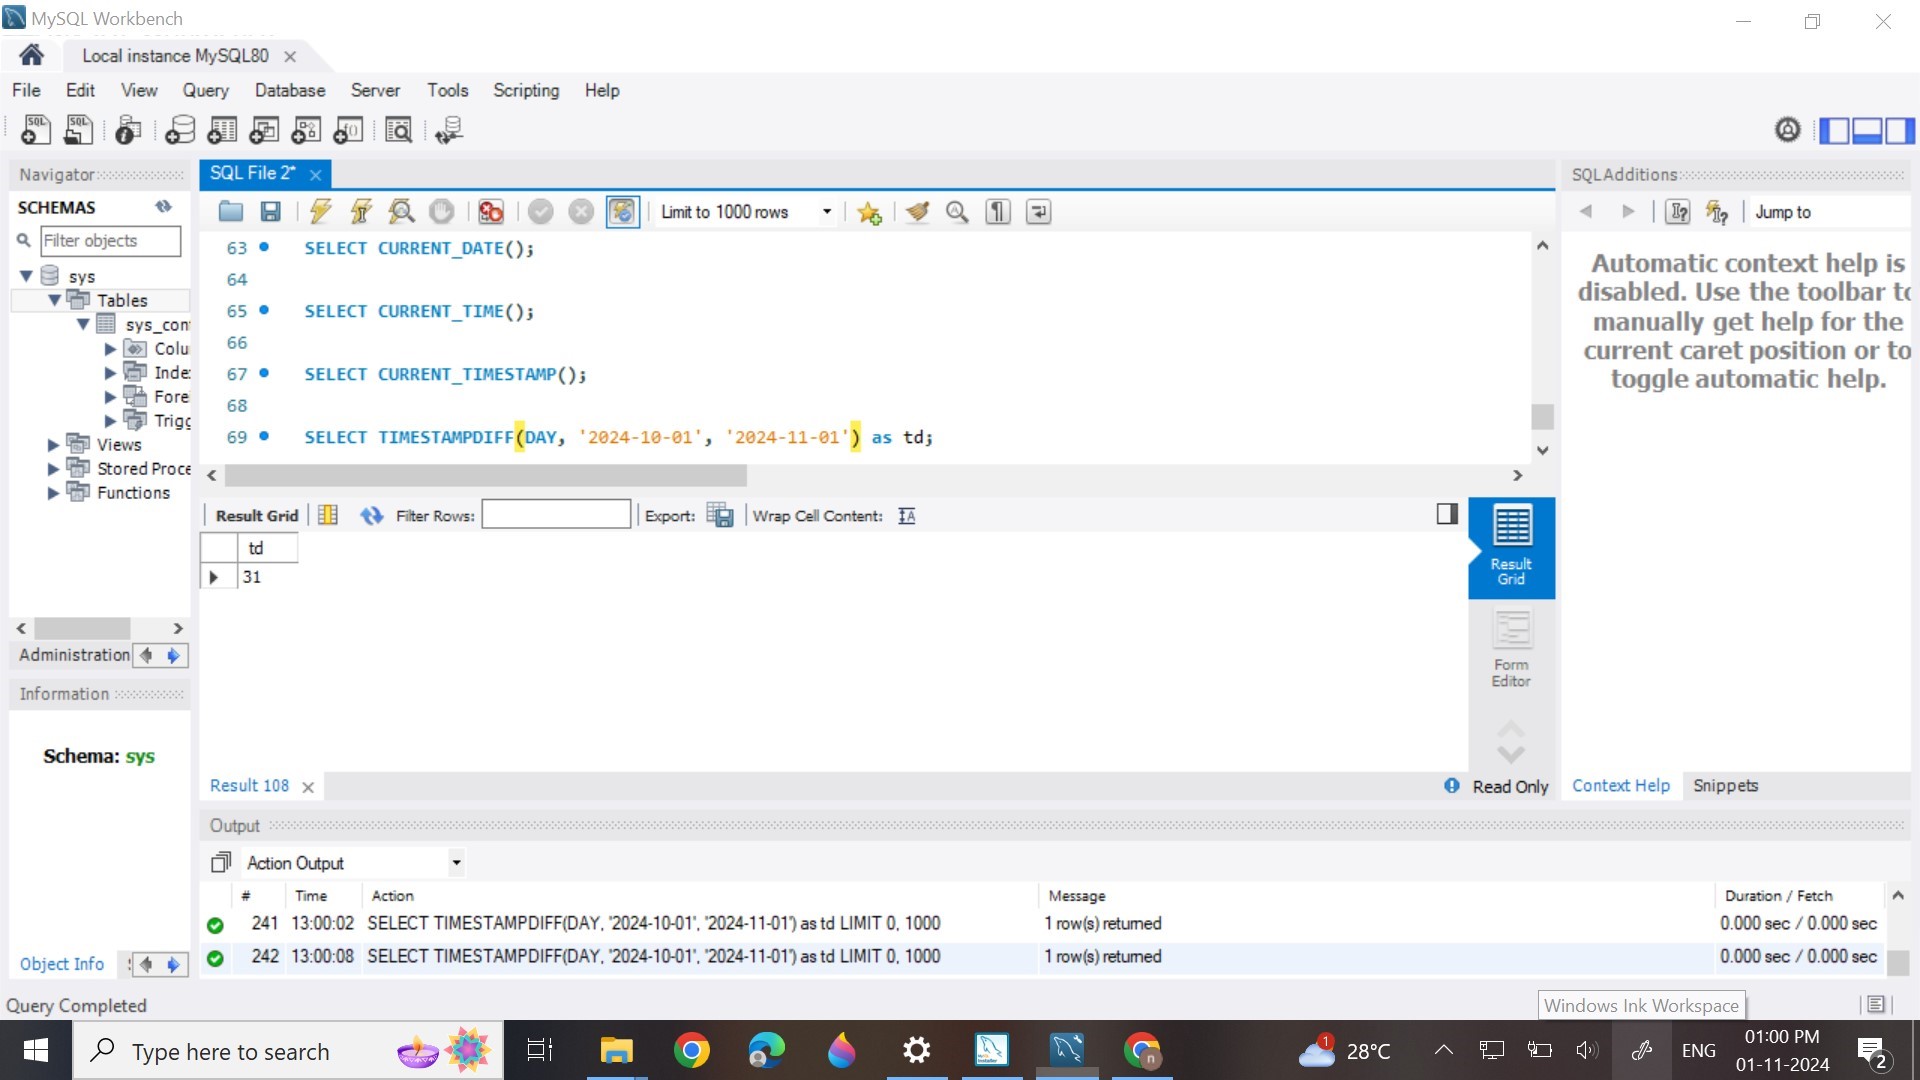 MySQL Workbench
Local instance MySQL80
File Edit View Query Database Server Tools Scripting Help
Navigator
SCHEMAS
Filter objects
sys
Tables
sys_con
Colu
Inde
Fore
Trigg
Views
Stored Proce
Functions
Administration
Information
Schema: sys
Object Info
SQL File 2*
Limit to 1000 rows
63 SELECT CURRENT_DATE();
64
65 SELECT CURRENT_TIME();
66
67 SELECT CURRENT_TIMESTAMP();
68
69 SELECT TIMESTAMPDIFF(DAY, '2024-10-01', '2024-11-01') as td;
Result Grid Filter Rows: Export: Wrap Cell Content:
td
31
Result Grid
Form Editor
Result 108
Read Only
SQLAdditions
Jump to
Automatic context help is
disabled. Use the toolbar to
manually get help for the
current caret position or to
toggle automatic help.
Context Help Snippets
Output
Action Output
# Time Action Message Duration / Fetch
241 13:00:02 SELECT TIMESTAMPDIFF(DAY, '2024-10-01', '2024-11-01') as td LIMIT 0, 1000 1 row(s) returned 0.000 sec / 0.000 sec
242 13:00:08 SELECT TIMESTAMPDIFF(DAY, '2024-10-01', '2024-11-01') as td LIMIT 0, 1000 1 row(s) returned 0.000 sec / 0.000 sec
Query Completed
Windows Ink Workspace
Type here to search
1
28°C
ENG
01:00 PM
01-11-2024
2